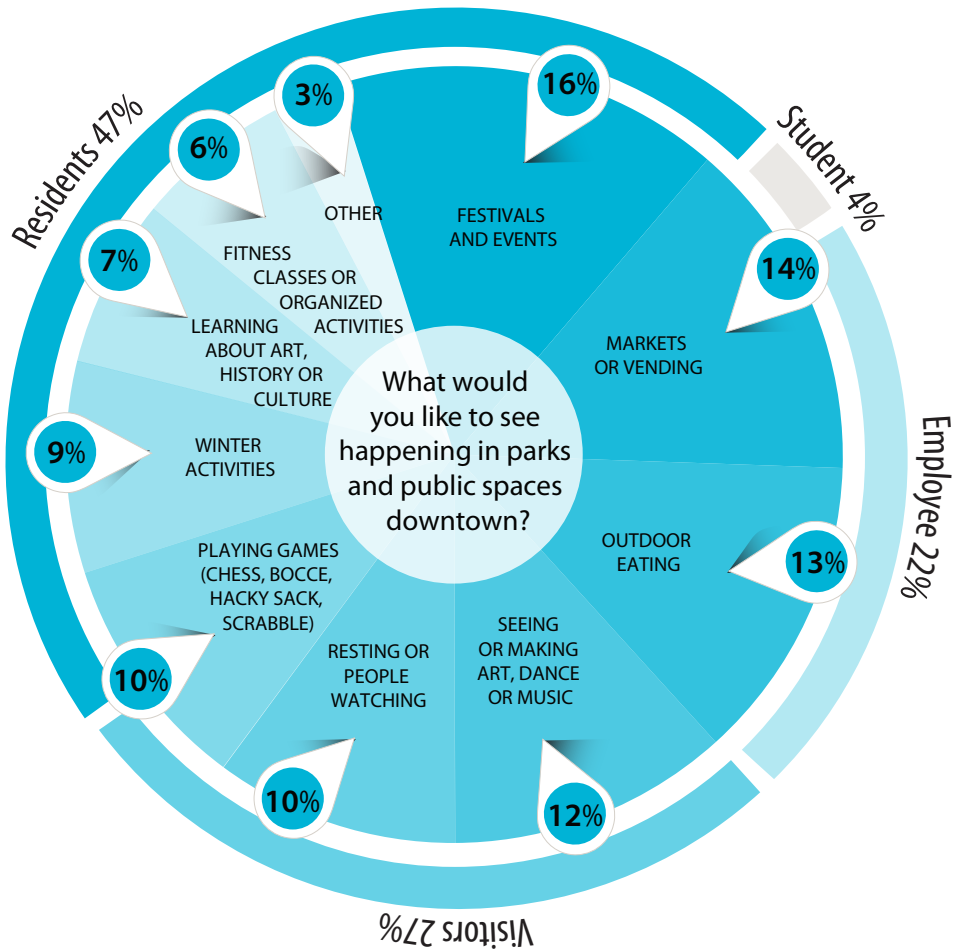 What would
you like to see
happening in parks
and public spaces
downtown?
16%
FESTIVALS
AND EVENTS
14%
MARKETS
OR VENDING
13%
OUTDOOR
EATING
12%
SEEING
OR MAKING
ART, DANCE
OR MUSIC
10%
RESTING OR
PEOPLE
WATCHING
10%
PLAYING GAMES
(CHESS, BOCCE,
HACKY SACK,
SCRABBLE)
9%
WINTER
ACTIVITIES
7%
LEARNING
ABOUT ART,
HISTORY OR
CULTURE
6%
FITNESS
CLASSES OR
ORGANIZED
ACTIVITIES
3%
OTHER
Residents 47%
Student 4%
Employee 22%
Visitors 27%